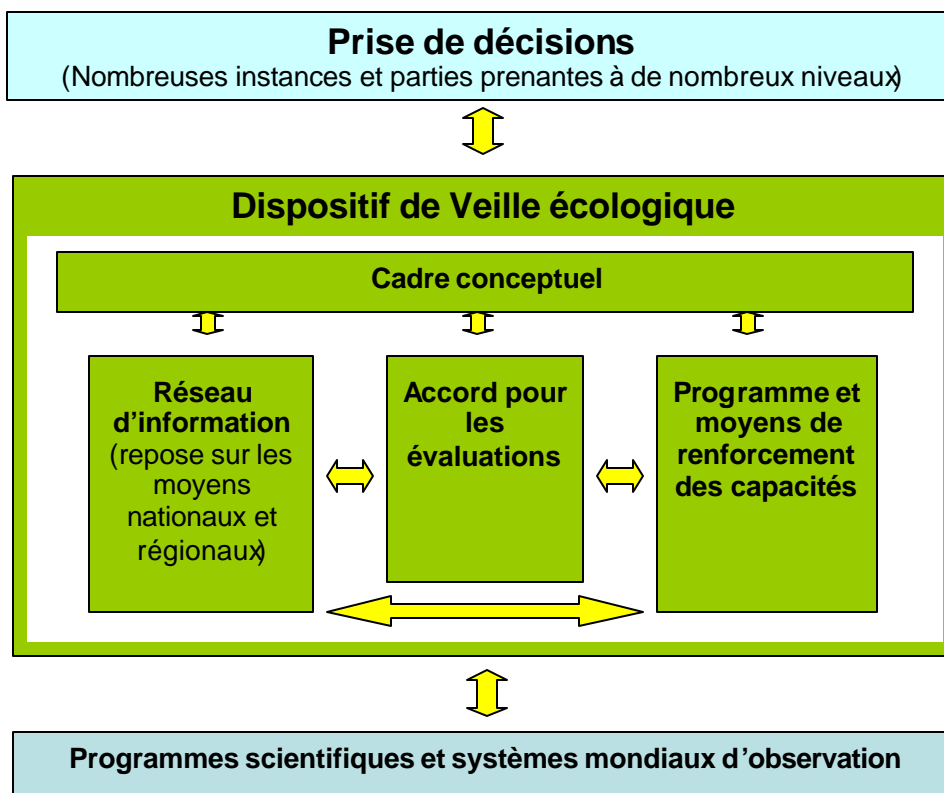 Prise de décisions
(Nombreuses instances et parties prenantes à de nombreux niveaux)
Dispositif de Veille écologique
Cadre conceptuel
Réseau
d'information
(repose sur les
moyens
nationaux et
régionaux)
Accord pour
les
évaluations
Programme et
moyens de
renforcement
des capacités
Programmes scientifiques et systèmes mondiaux d'observation